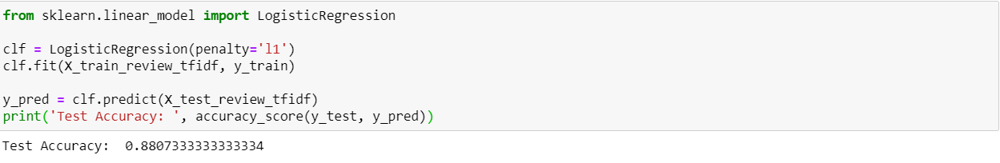 from sklearn.linear_model import LogisticRegression
clf = LogisticRegression(penalty='l1')
clf.fit(X_train_review_tfidf, y_train)
y_pred = clf.predict(X_test_review_tfidf)
print('Test Accuracy: ', accuracy_score(y_test, y_pred))
Test Accuracy:  0.8807333333333334